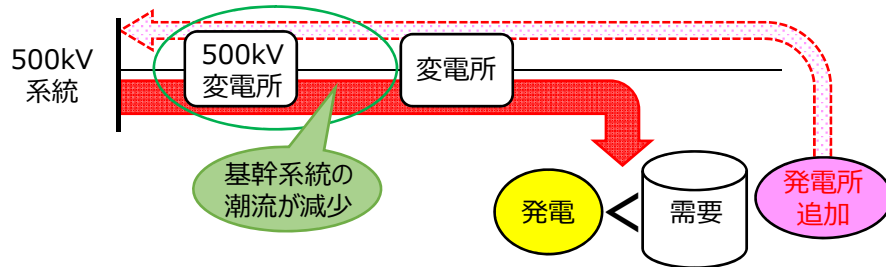 500kV
系統
500kV
変電所
変電所
基幹系統の
潮流が減少
発電
需要
発電所
追加